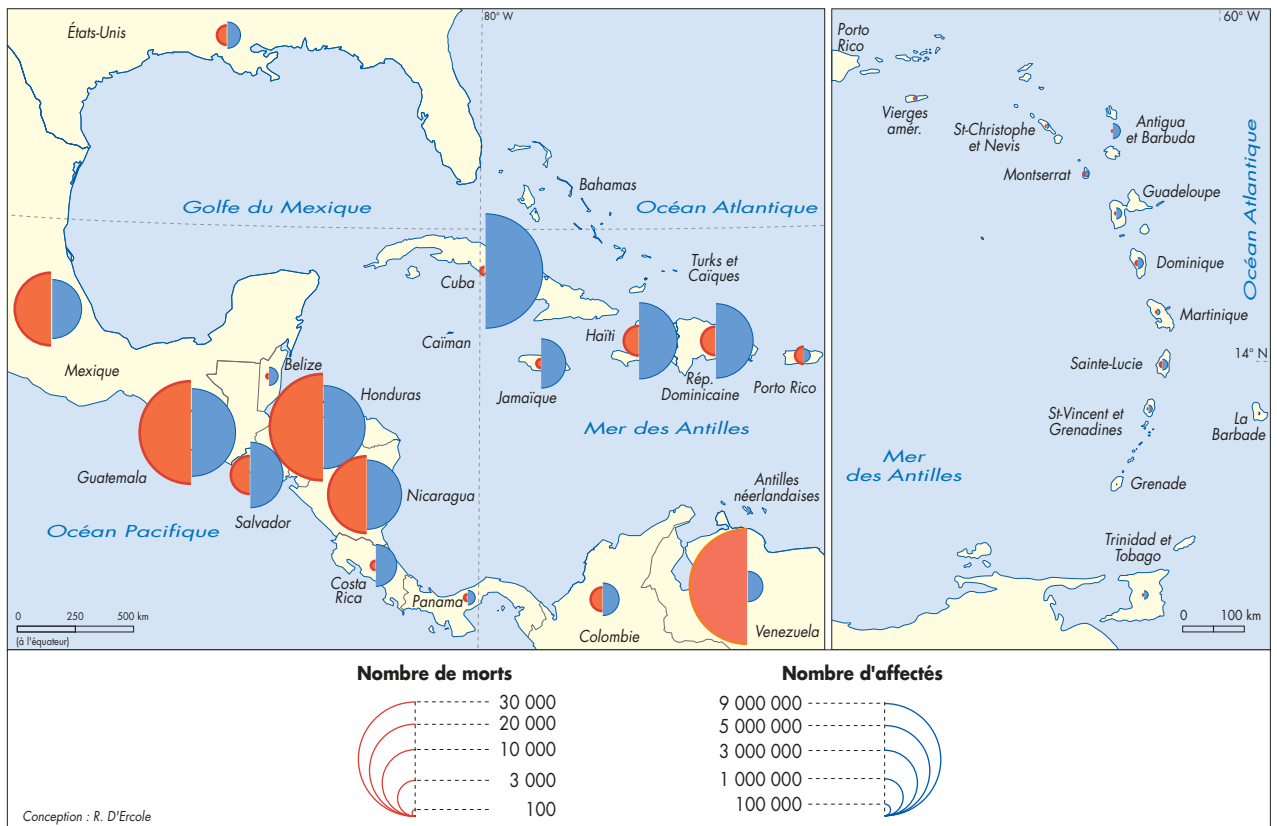 80° W
États-Unis
Golfe du Mexique
Bahamas
Océan Atlantique
Cuba
Turks et
Caïques
Caïman
Haïti
Mexique
Belize
Honduras
Jamaïque
Rép.
Dominicaine
Porto Rico
Mer des Antilles
Guatemala
Salvador
Nicaragua
Antilles
néerlandaises
Océan Pacifique
Costa
Rica
Panama
Colombie
Venezuela
0 250 500 km
(à l'équateur)
60° W
Porto
Rico
Vierges
amér.
St-Christophe
et Nevis
Antigua
et Barbuda
Montserrat
Guadeloupe
Océan Atlantique
Dominique
Martinique
14° N
Sainte-Lucie
St-Vincent et
Grenadines
La
Barbade
Mer
des Antilles
Grenade
Trinidad et
Tobago
0 100 km
Nombre de morts
30 000
20 000
10 000
3 000
100
Nombre d'affectés
9 000 000
5 000 000
3 000 000
1 000 000
100 000
Conception : R. D'Ercole